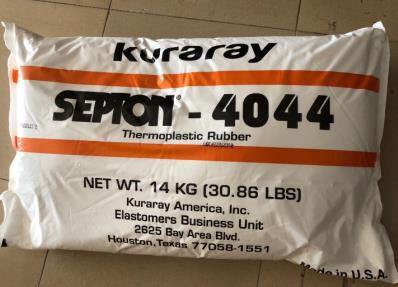 kuraray
SEPTON® - 4044
Thermoplastic Rubber
NET WT. 14 KG (30.86 LBS)
Kuraray America, Inc.
Elastomers Business Unit
2625 Bay Area Blvd.
Houston, Texas 77058-1551
Made in U.S.A.